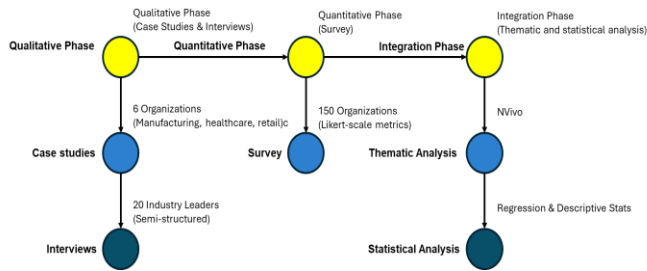 Qualitative Phase
(Case Studies & Interviews)
Quantitative Phase
(Survey)
Integration Phase
(Thematic and statistical analysis)
Qualitative Phase
Quantitative Phase
Integration Phase
6 Organizations
(Manufacturing, healthcare, retail)c
150 Organizations
(Likert-scale metrics)
NVivo
Case studies
Survey
Thematic Analysis
20 Industry Leaders
(Semi-structured)
Regression & Descriptive Stats
Interviews
Statistical Analysis